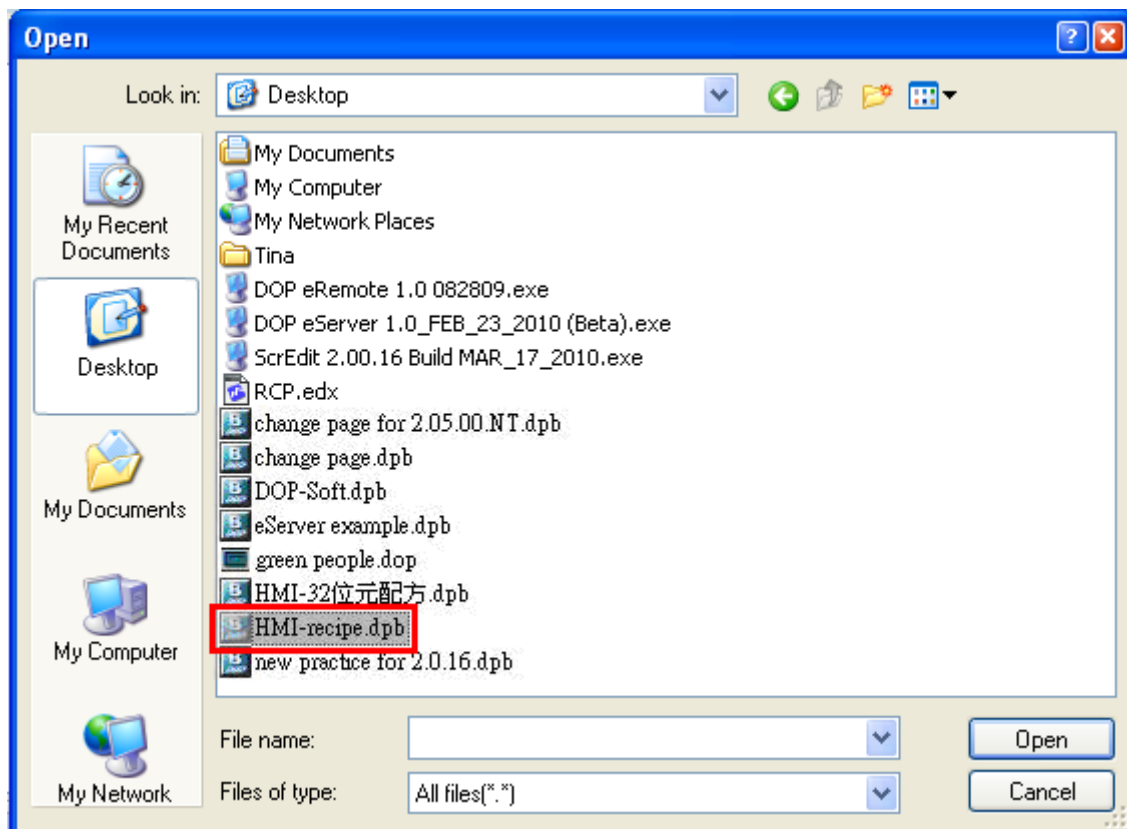 Open
Look in:
Desktop
My Recent
Documents
Desktop
My Documents
My Computer
My Network
My Documents
My Computer
My Network Places
Tina
DOP eRemote 1.0 082809.exe
DOP eServer 1.0_FEB_23_2010 (Beta).exe
ScrEdit 2.00.16 Build MAR_17_2010.exe
RCP.edx
change page for 2.05.00.NT.dpb
change page.dpb
DOP-Soft.dpb
eServer example.dpb
green people.dop
HMI-32位元配方.dpb
HMI-recipe.dpb
new practice for 2.0.16.dpb
File name:
Open
Files of type:
All files(*.*)
Cancel